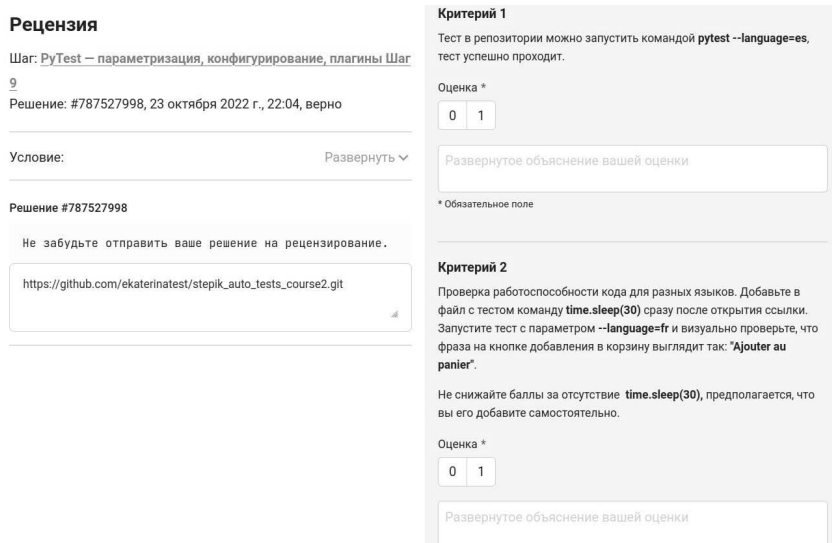 Рецензия
Шаг: PyTest — параметризация, конфигурирование, плагины Шаг
9
Решение: #787527998, 23 октября 2022 г., 22:04, верно
Условие:
Развернуть
Решение #787527998
Не забудьте отправить ваше решение на рецензирование.
https://github.com/ekaterinatest/stepik_auto_tests_course2.git
Критерий 1
Тест в репозитории можно запустить командой pytest --language=es,
тест успешно проходит.
Оценка *
0 1
Развернутое объяснение вашей оценки
* Обязательное поле
Критерий 2
Проверка работоспособности кода для разных языков. Добавьте в
файл с тестом команду time.sleep(30) сразу после открытия ссылки.
Запустите тест с параметром --language=fr и визуально проверьте, что
фраза на кнопке добавления в корзину выглядит так: "Ajouter au
panier".
Не снижайте баллы за отсутствие time.sleep(30), предполагается, что
вы его добавите самостоятельно.
Оценка *
0 1
Развернутое объяснение вашей оценки